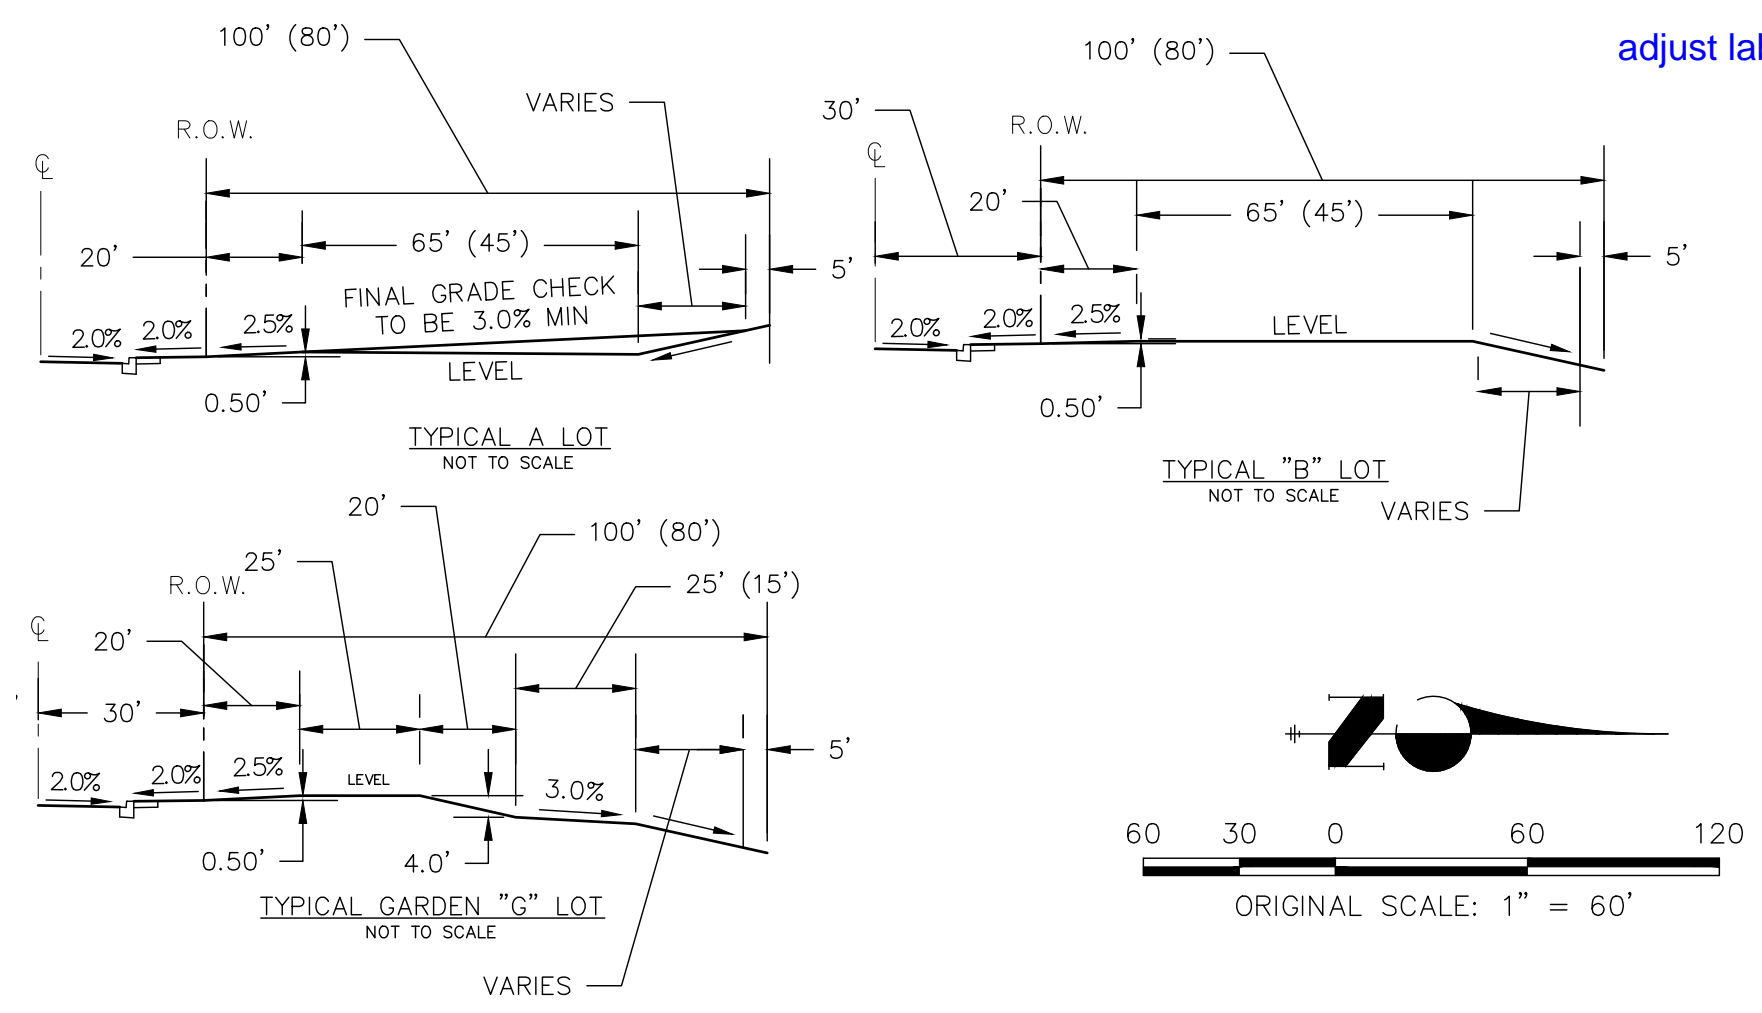 adjust
100' (80')
VARIES
R.O.W.
℄
20'
65' (45')
5'
FINAL GRADE CHECK
TO BE 3.0% MIN
2.0%
2.0%
2.5%
LEVEL
0.50'
TYPICAL A LOT
NOT TO SCALE
100' (80')
30'
R.O.W.
℄
20'
65' (45')
5'
2.0%
2.0%
2.5%
LEVEL
0.50'
TYPICAL "B" LOT
NOT TO SCALE
VARIES
20'
100' (80')
25'
25' (15')
R.O.W.
℄
20'
30'
5'
2.0%
2.0%
2.5%
LEVEL
3.0%
0.50'
4.0'
TYPICAL GARDEN "G" LOT
NOT TO SCALE
VARIES
60 30 0 60 120
ORIGINAL SCALE: 1" = 60'